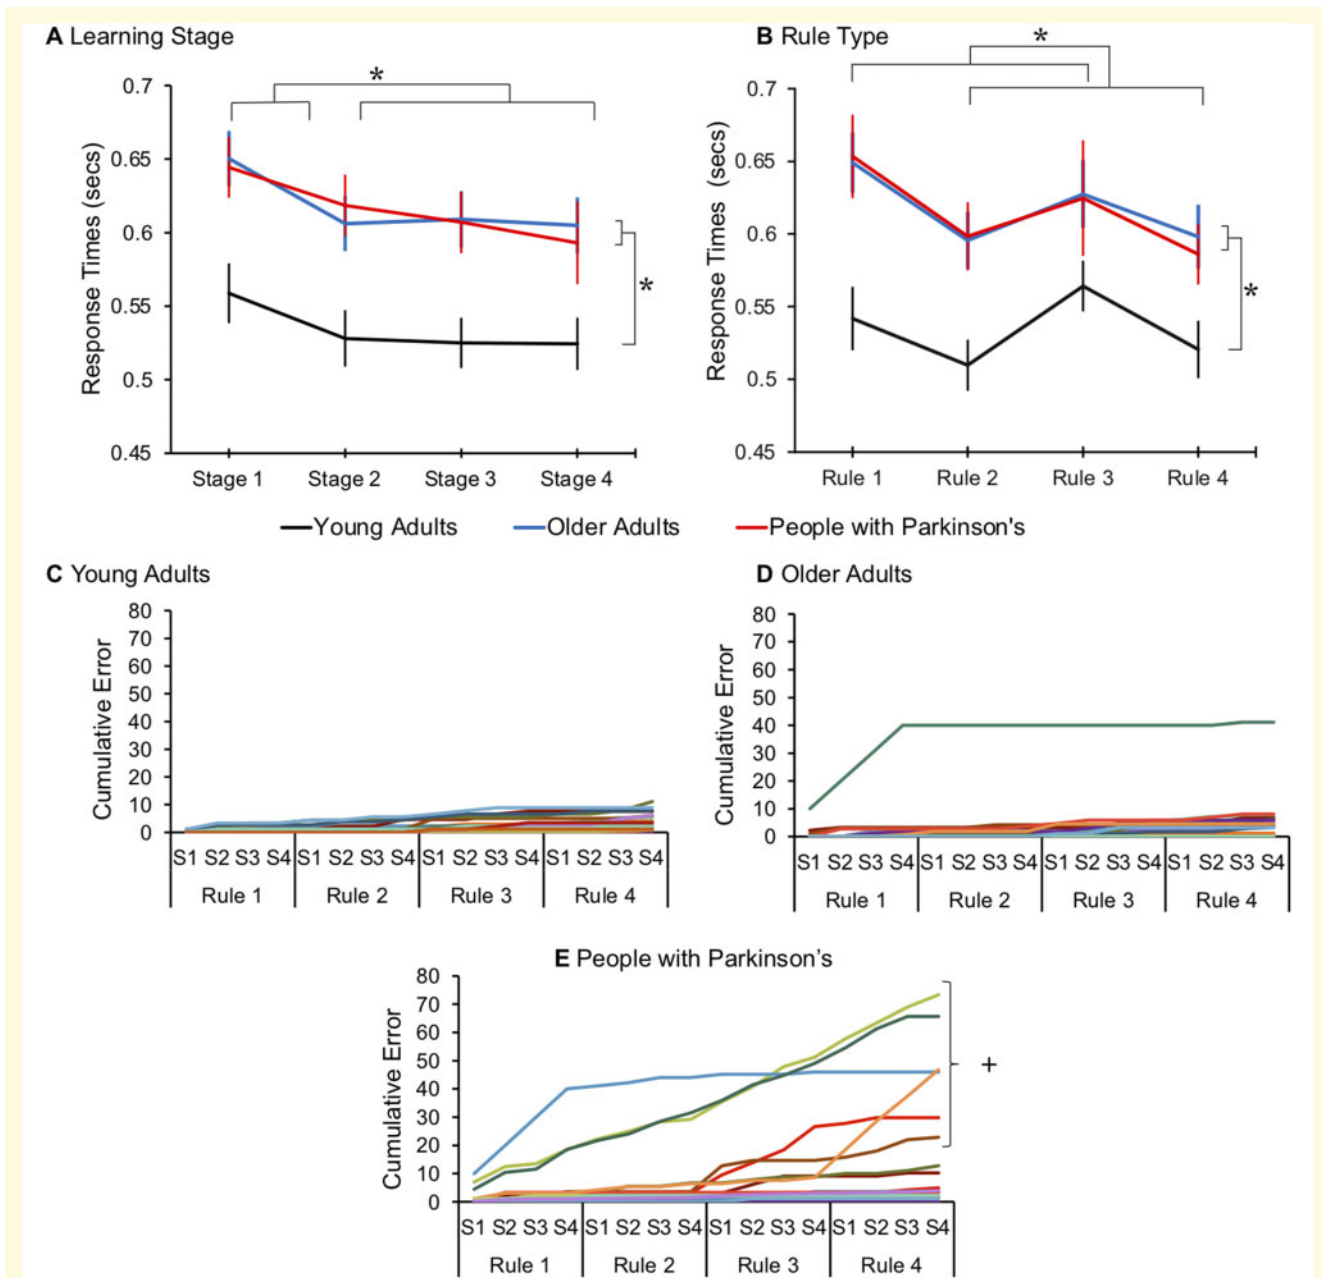 A Learning Stage
*
0.7
0.65
0.6
0.55
0.5
0.45
Response Times (secs)
*
Stage 1 Stage 2 Stage 3 Stage 4
B Rule Type
*
0.7
0.65
0.6
0.55
0.5
0.45
Response Times (secs)
*
Rule 1 Rule 2 Rule 3 Rule 4
Young Adults Older Adults People with Parkinson's
C Young Adults
80
70
60
50
40
30
20
10
0
Cumulative Error
S1 S2 S3 S4 S1 S2 S3 S4 S1 S2 S3 S4 S1 S2 S3 S4
Rule 1 Rule 2 Rule 3 Rule 4
D Older Adults
80
70
60
50
40
30
20
10
0
Cumulative Error
S1 S2 S3 S4 S1 S2 S3 S4 S1 S2 S3 S4 S1 S2 S3 S4
Rule 1 Rule 2 Rule 3 Rule 4
E People with Parkinson’s
80
70
60
50
40
30
20
10
0
Cumulative Error
+
S1 S2 S3 S4 S1 S2 S3 S4 S1 S2 S3 S4 S1 S2 S3 S4
Rule 1 Rule 2 Rule 3 Rule 4